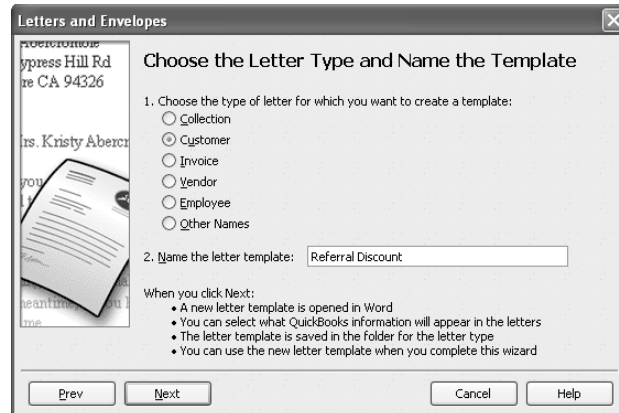 Letters and Envelopes
ypress Hill Rd
re CA 94326
Choose the Letter Type and Name the Template
1. Choose the type of letter for which you want to create a template:
Collection
Customer
Irs. Kristy Abercr
Invoice
Vendor
you
Employee
Other Names
2. Name the letter template: Referral Discount
When you click Next:
• A new letter template is opened in Word
• You can select what QuickBooks information will appear in the letters
• The letter template is saved in the folder for the letter type
• You can use the new letter template when you complete this wizard
Prev Next Cancel Help